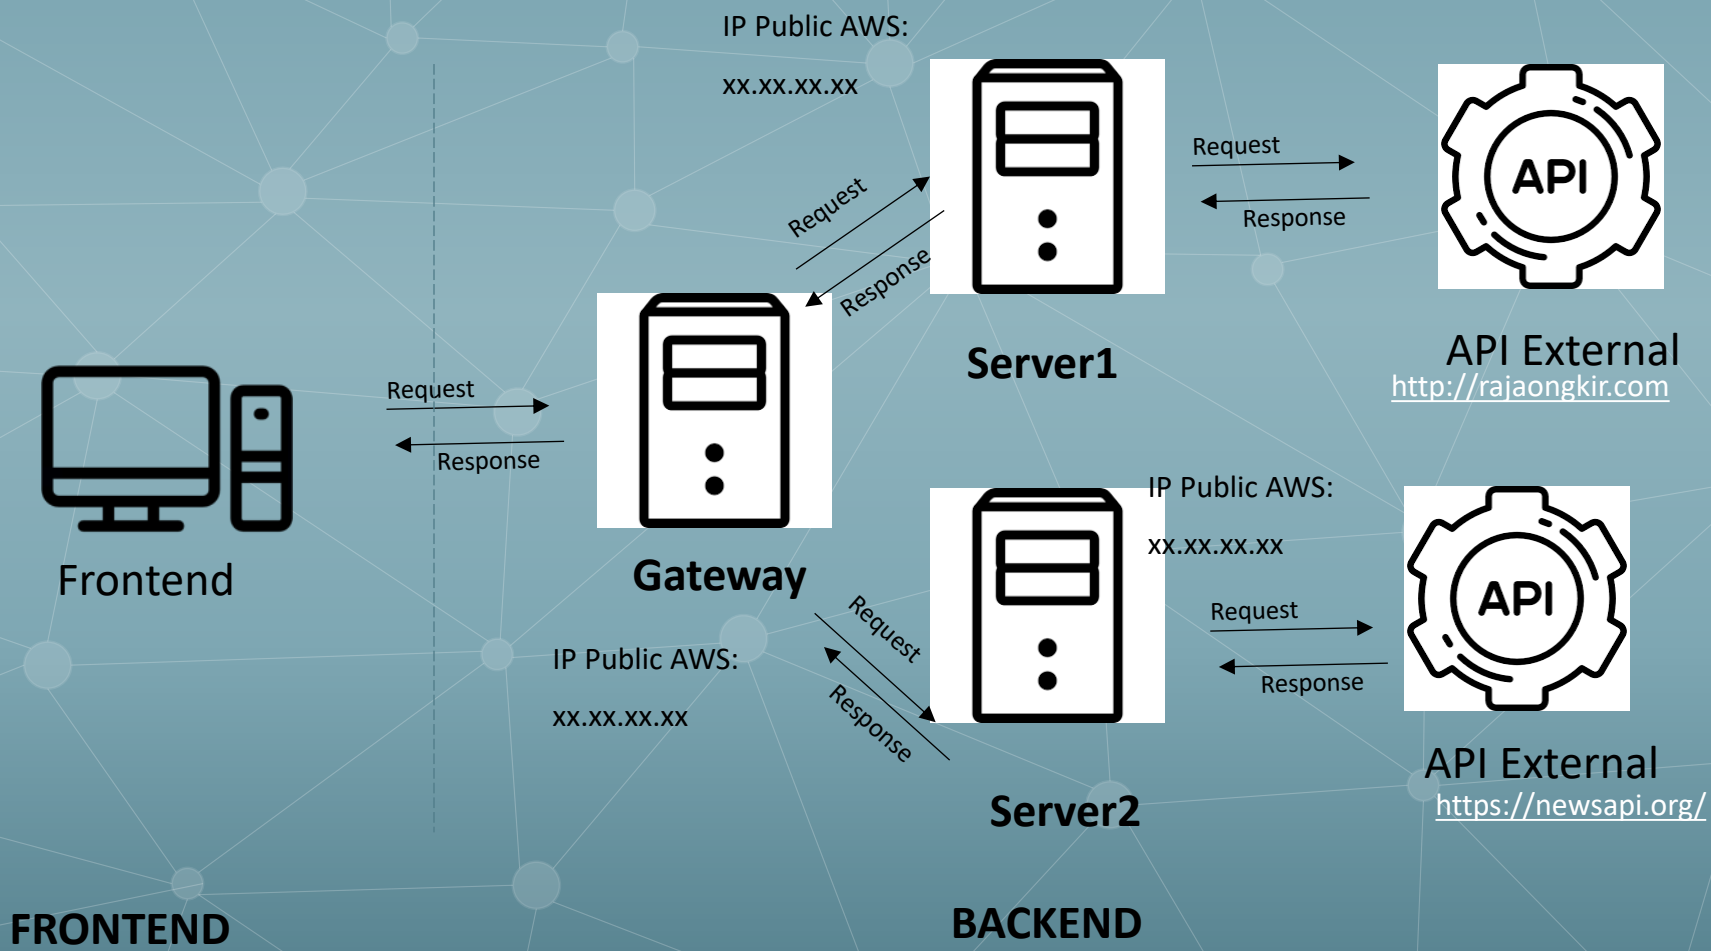 IP Public AWS:
xx.xx.xx.xx
Request
Response
API
Request
Response
Server1
API External
http://rajaongkir.com
Request
Response
Frontend
Gateway
IP Public AWS:
xx.xx.xx.xx
IP Public AWS:
xx.xx.xx.xx
Request
Response
API
Request
Response
Server2
API External
https://newsapi.org/
FRONTEND
BACKEND